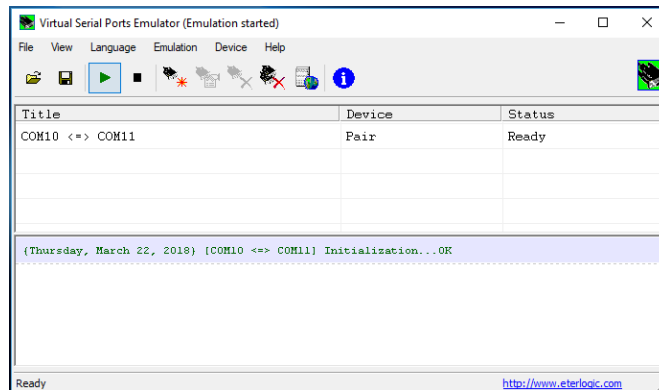 Virtual Serial Ports Emulator (Emulation started)
File View Language Emulation Device Help
Title Device Status
COM10 <=> COM11 Pair Ready
{Thursday, March 22, 2018} [COM10 <=> COM11] Initialization...OK
Ready http://www.eterlogic.com